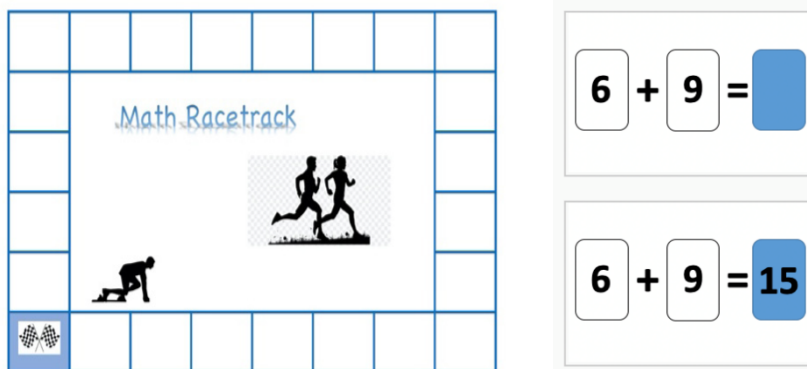 Math Racetrack
6 + 9 =
6 + 9 = 15